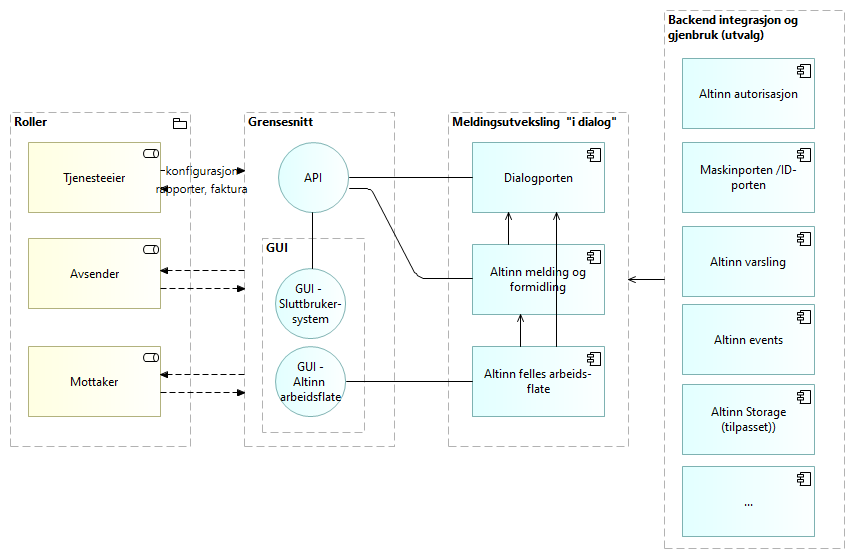 Roller
Tjenesteeier
Avsender
Mottaker
konfigurasjon
rapporter, faktura
Grensesnitt
API
GUI
GUI -
Sluttbruker-
system
GUI -
Altinn
arbeidsflate
Meldingsutveksling "i dialog"
Dialogporten
Altinn melding og
formidling
Altinn felles arbeids-
flate
Backend integrasjon og
gjenbruk (utvalg)
Altinn autorisasjon
Maskinporten /ID-
porten
Altinn varsling
Altinn events
Altinn Storage
(tilpasset))
...